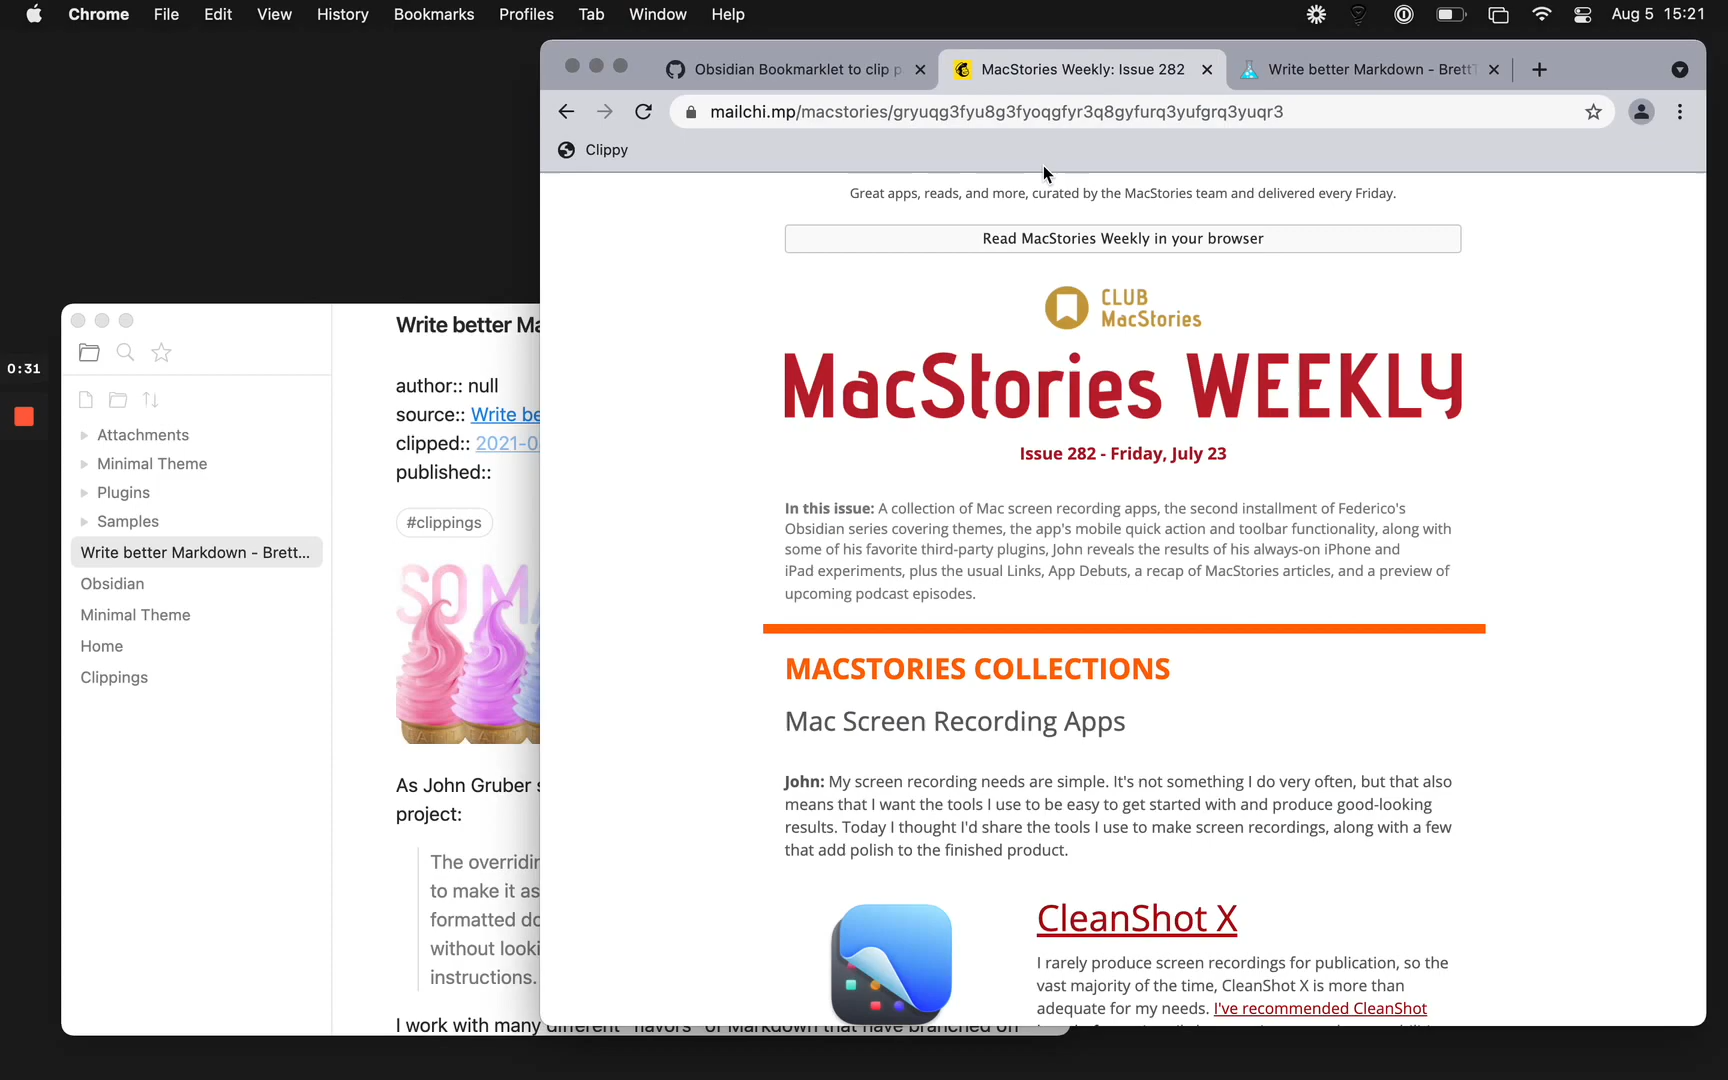 Chrome File Edit View History Bookmarks Profiles Tab Window Help
Aug 5 15:21
Obsidian Bookmarklet to clip p
MacStories Weekly: Issue 282
Write better Markdown - Brett
mailchi.mp/macstories/gryuqg3fyu8g3fyoqgfyr3q8gyfurq3yufgrq3yuqr3
Clippy
0:31
Attachments
Minimal Theme
Plugins
Samples
Write better Markdown - Brett...
Obsidian
Minimal Theme
Home
Clippings
Write better Ma
author:: null
source:: Write be
clipped:: 2021-0
published::
#clippings
SO M
As John Gruber s
project:
The overridin
to make it as
formatted do
without looki
instructions.
I work with many different "flavors" of Markdown that have branched off
Great apps, reads, and more, curated by the MacStories team and delivered every Friday.
Read MacStories Weekly in your browser
CLUB
MacStories
MacStories WEEKLY
Issue 282 - Friday, July 23
In this issue: A collection of Mac screen recording apps, the second installment of Federico's
Obsidian series covering themes, the app's mobile quick action and toolbar functionality, along with
some of his favorite third-party plugins, John reveals the results of his always-on iPhone and
iPad experiments, plus the usual Links, App Debuts, a recap of MacStories articles, and a preview of
upcoming podcast episodes.
MACSTORIES COLLECTIONS
Mac Screen Recording Apps
John: My screen recording needs are simple. It's not something I do very often, but that also
means that I want the tools I use to be easy to get started with and produce good-looking
results. Today I thought I'd share the tools I use to make screen recordings, along with a few
that add polish to the finished product.
CleanShot X
I rarely produce screen recordings for publication, so the
vast majority of the time, CleanShot X is more than
adequate for my needs. I've recommended CleanShot